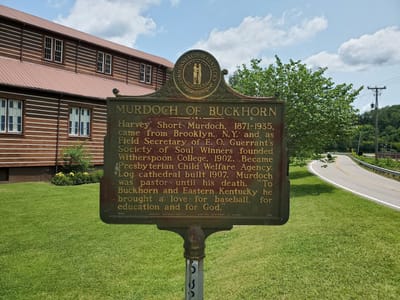 MURDOCH OF BUCKHORN
Harvey Short Murdoch, 1871-1935,
came from Brooklyn, N.Y. and as
Field Secretary of E. O. Guerrant's
Society of Soul Winners founded
Witherspoon College, 1902. Became
Presbyterian Child Welfare Agency.
Log cathedral built 1907. Murdoch
was pastor until his death. To
Buckhorn and Eastern Kentucky he
brought a love for baseball, for
education and for God.